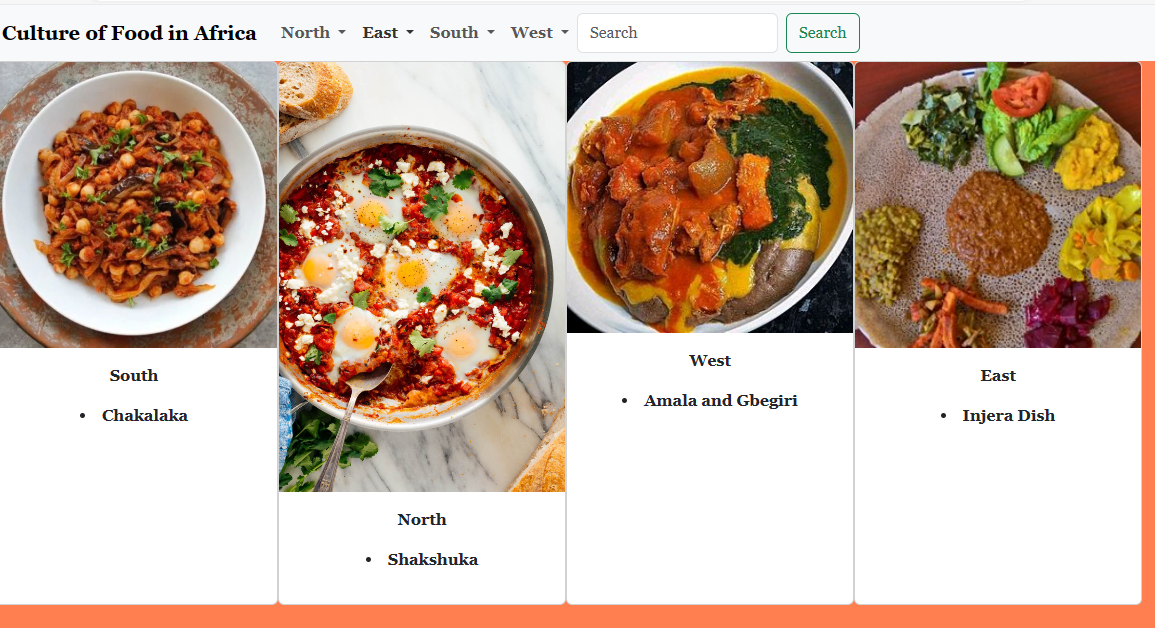 Culture of Food in Africa North East South West Search Search
South
• Chakalaka
North
• Shakshuka
West
• Amala and Gbegiri
East
• Injera Dish